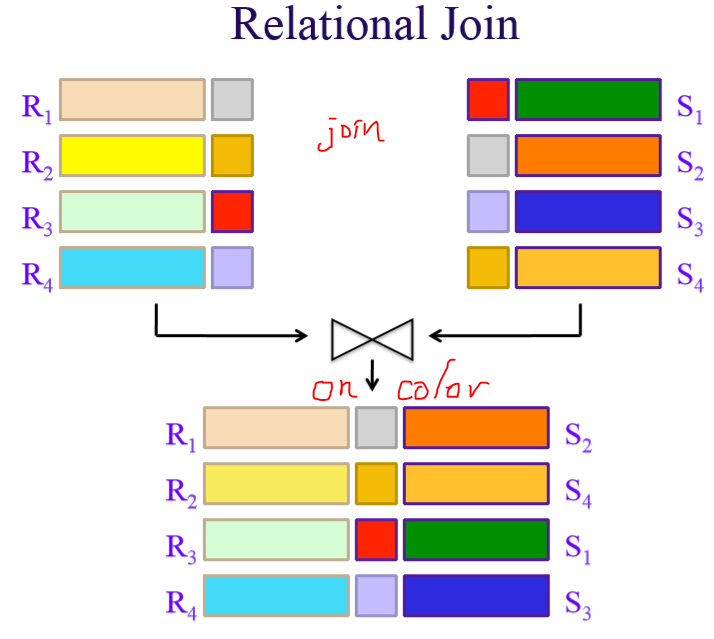 Relational Join
R₁ S₁
join
R₂ S₂
R₃ S₃
R₄ S₄
on color
R₁ S₂
R₂ S₄
R₃ S₁
R₄ S₃